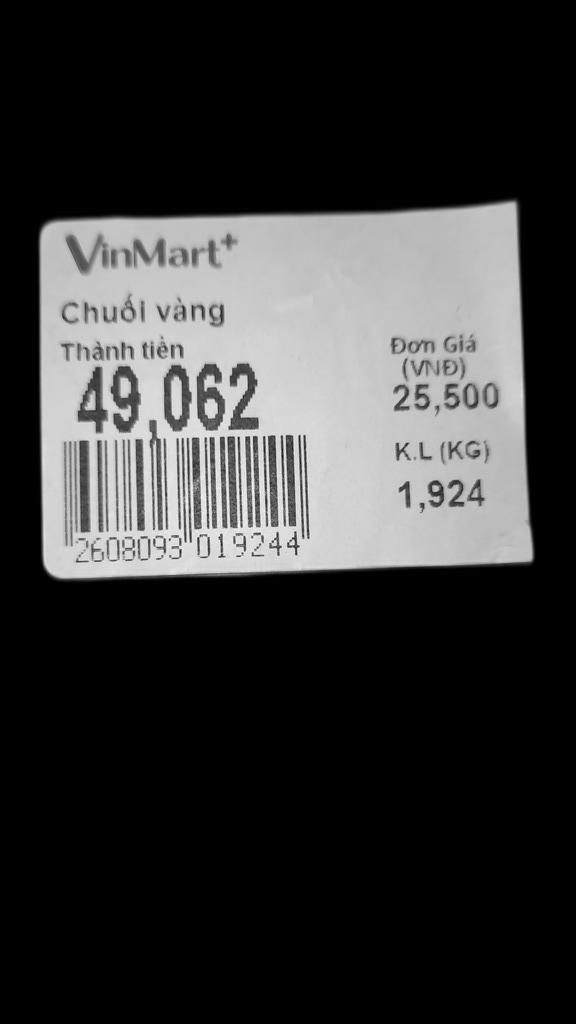 VinMart+
Chuối vàng
Thành tiền
49,062
Đơn Giá
(VNĐ)
25,500
K.L (KG)
1,924
2608093 019244